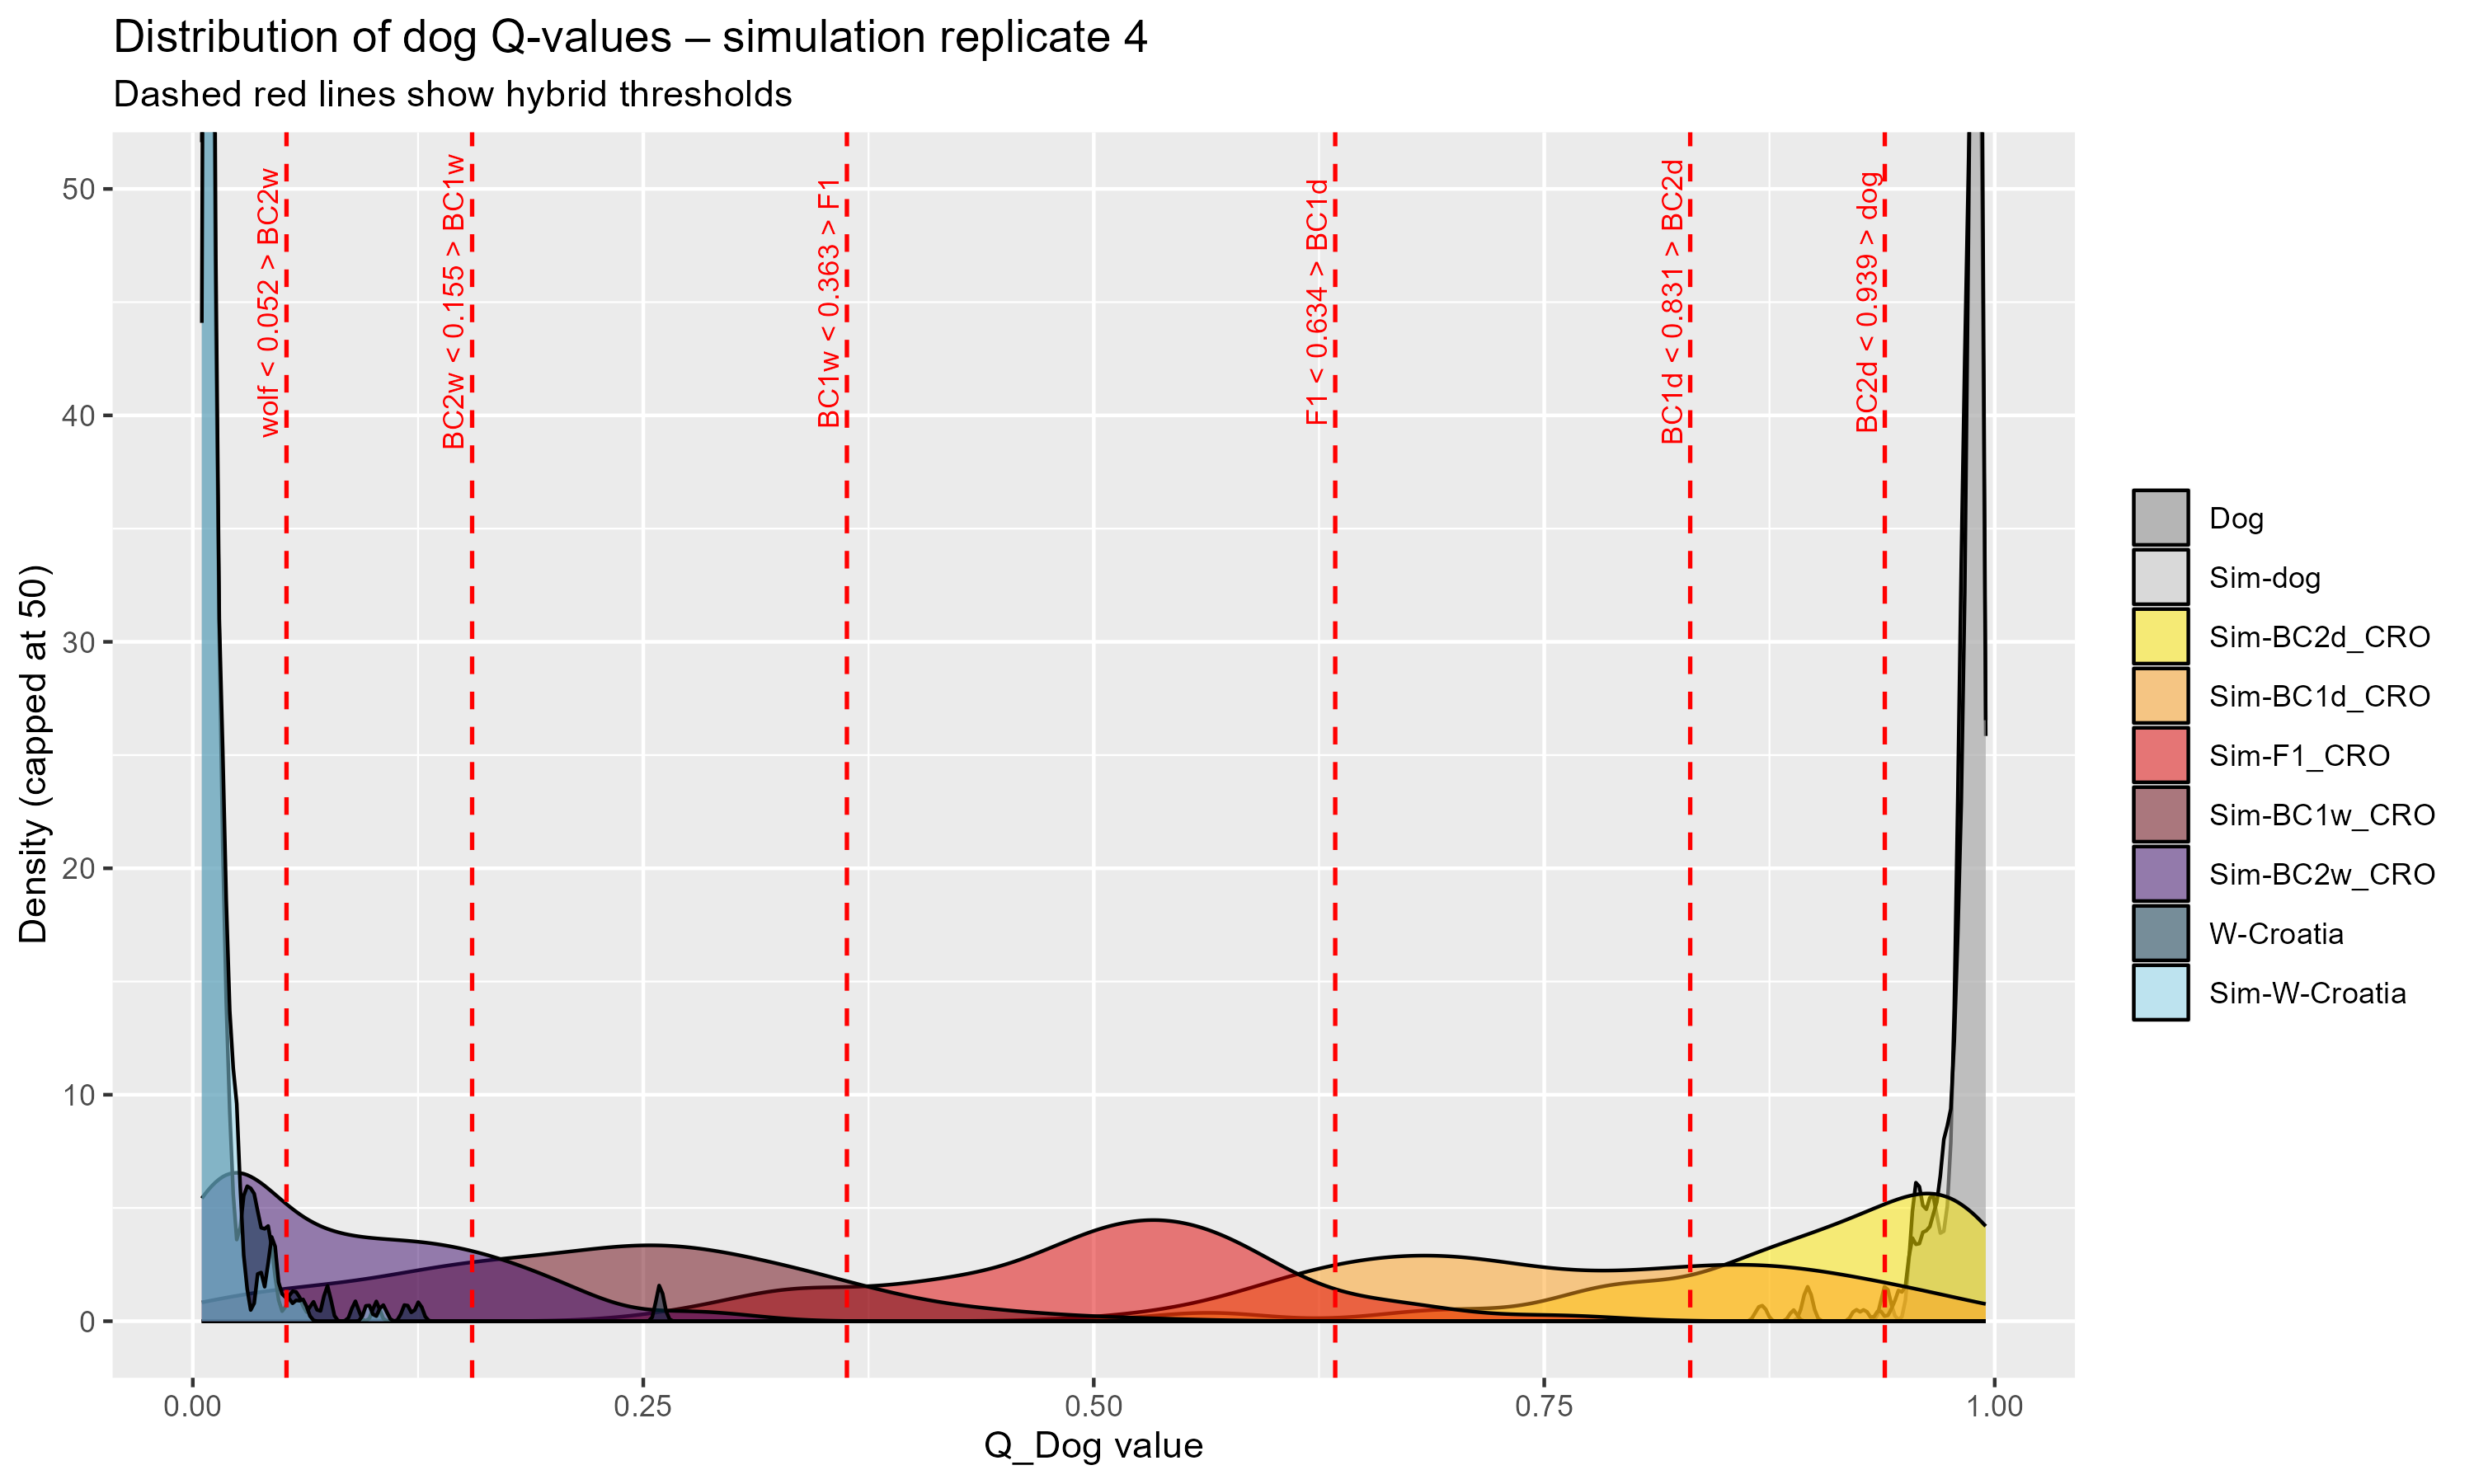 Distribution of dog Q-values – simulation replicate 4
Dashed red lines show hybrid thresholds
Density (capped at 50)
50
40
30
20
10
0
wolf < 0.052 > BC2w
BC2w < 0.155 > BC1w
BC1w < 0.363 > F1
F1 < 0.634 > BC1d
BC1d < 0.831 > BC2d
BC2d < 0.939 > dog
0.00
0.25
0.50
0.75
1.00
Q_Dog value
Dog
Sim-dog
Sim-BC2d_CRO
Sim-BC1d_CRO
Sim-F1_CRO
Sim-BC1w_CRO
Sim-BC2w_CRO
W-Croatia
Sim-W-Croatia